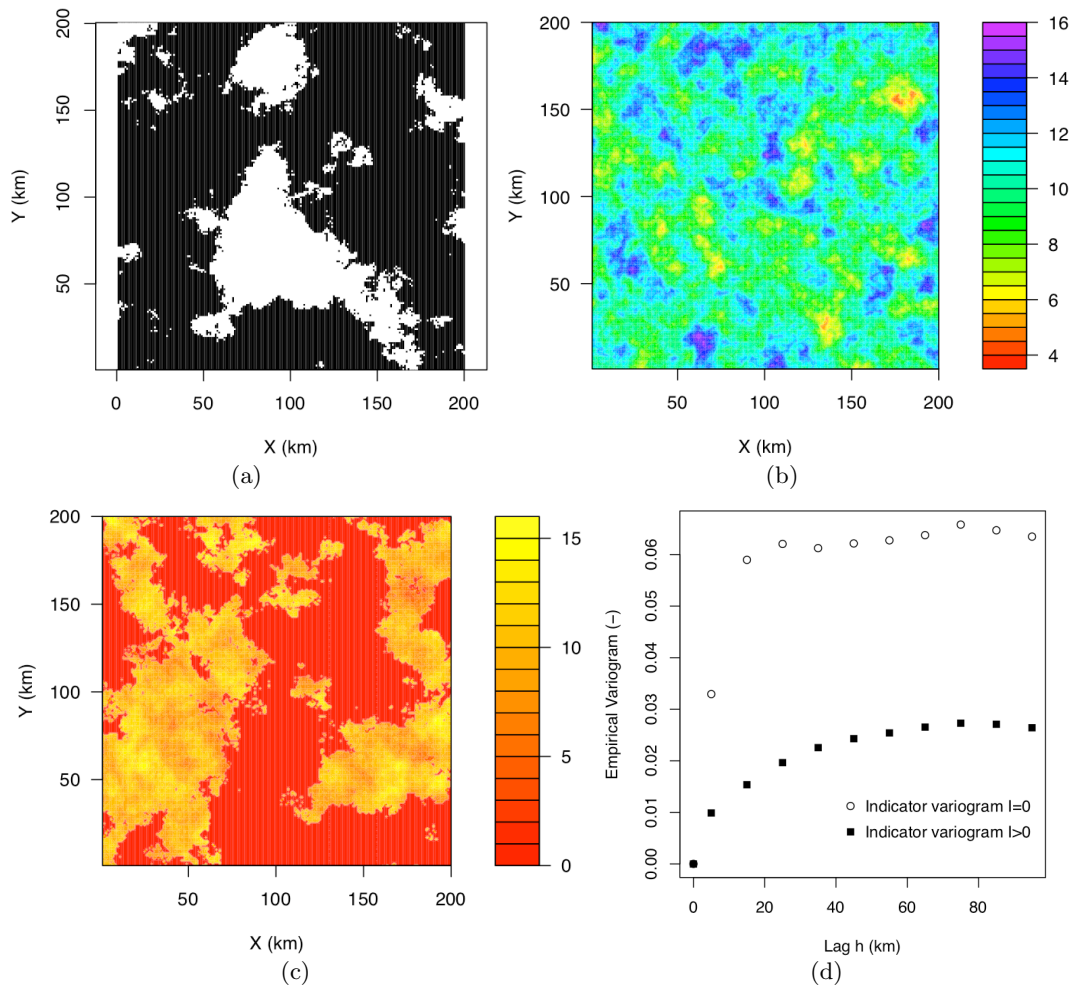 200
150
100
50
Y (km)
0 50 100 150 200
X (km)
(a)
200
150
100
50
Y (km)
50 100 150 200
X (km)
16
14
12
10
8
6
4
(b)
200
150
100
50
Y (km)
50 100 150 200
X (km)
15
10
5
0
(c)
Empirical Variogram (−)
0.06
0.05
0.04
0.03
0.02
0.01
0.00
Indicator variogram I=0
Indicator variogram I>0
0 20 40 60 80
Lag h (km)
(d)